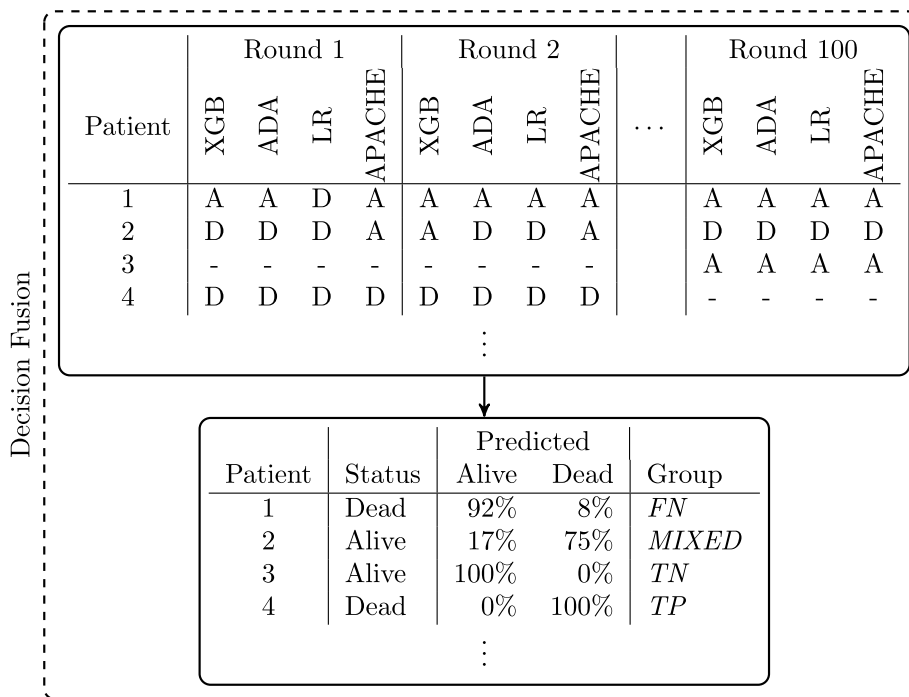 Decision Fusion
Round 1 Round 2 Round 100
Patient XGB ADA LR APACHE XGB ADA LR APACHE ... XGB ADA LR APACHE
1 A A D A A A A A A A A A
2 D D D A A D D A D D D D
3 - - - - - - - - A A A A
4 D D D D D D D D - - - -
⋮
Predicted
Patient Status Alive Dead Group
1 Dead 92% 8% FN
2 Alive 17% 75% MIXED
3 Alive 100% 0% TN
4 Dead 0% 100% TP
⋮